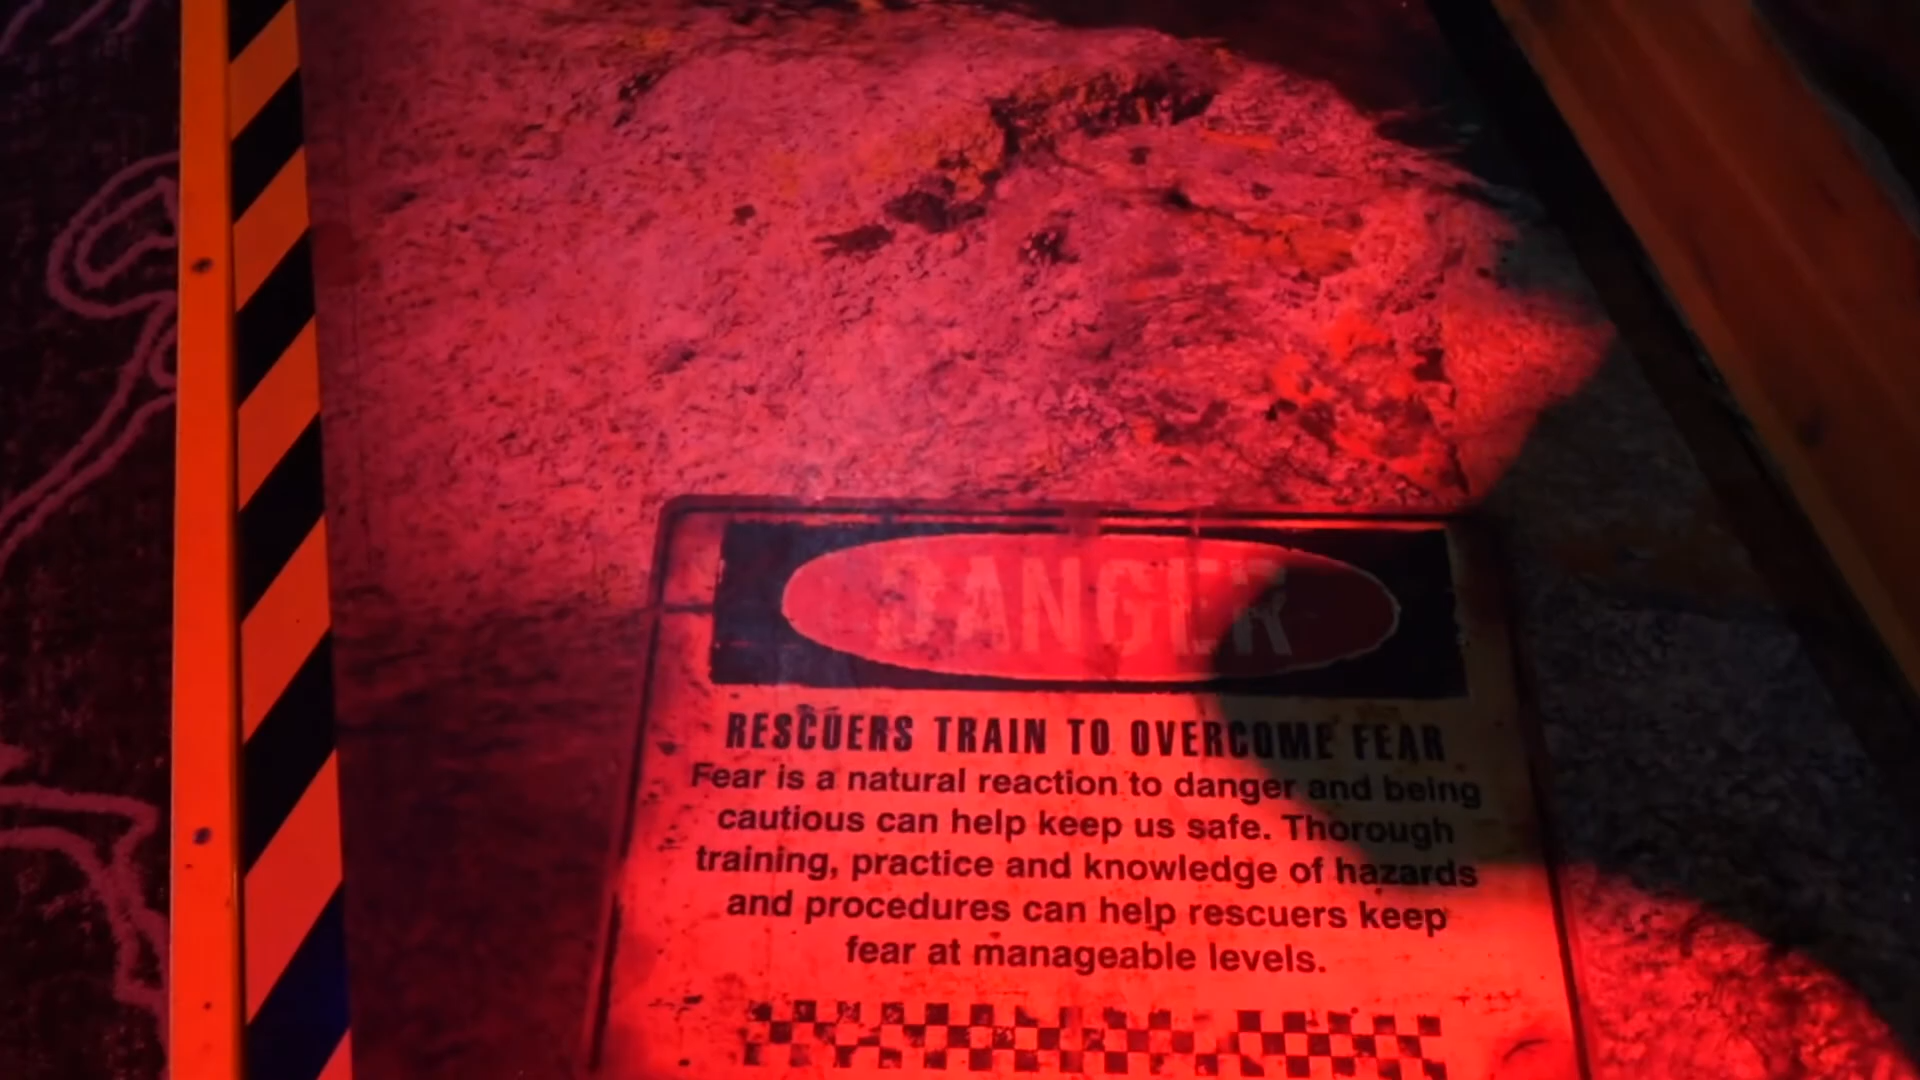 DANGER
RESCUERS TRAIN TO OVERCOME FEAR
Fear is a natural reaction to danger and being
cautious can help keep us safe. Thorough
training, practice and knowledge of hazards
and procedures can help rescuers keep
fear at manageable levels.